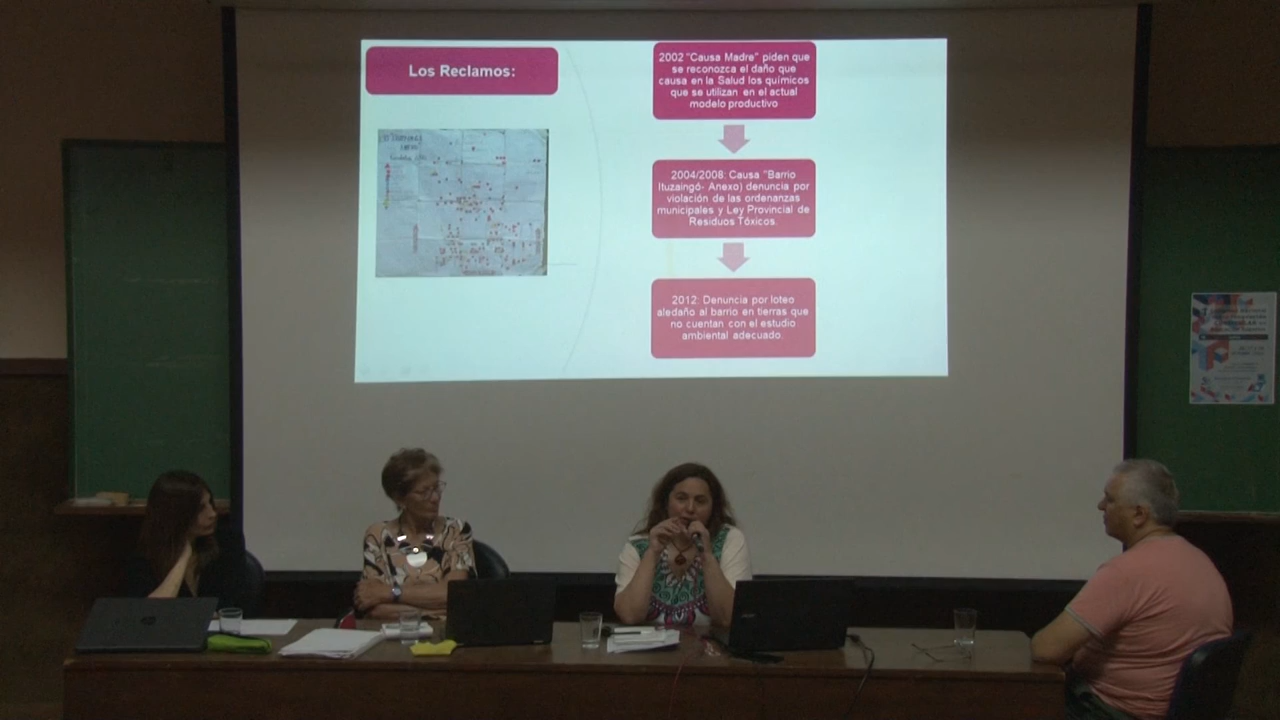 Los Reclamos:
2002 "Causa Madre" piden que
se reconozca el daño que
causa en la Salud los químicos
que se utilizan en el actual
modelo productivo
2004/2008: Causa "Barrio
Ituzaingó- Anexo) denuncia por
violación de las ordenanzas
municipales y Ley Provincial de
Residuos Tóxicos.
2012: Denuncia por loteo
aledaño al barrio en tierras que
no cuentan con el estudio
ambiental adecuado.